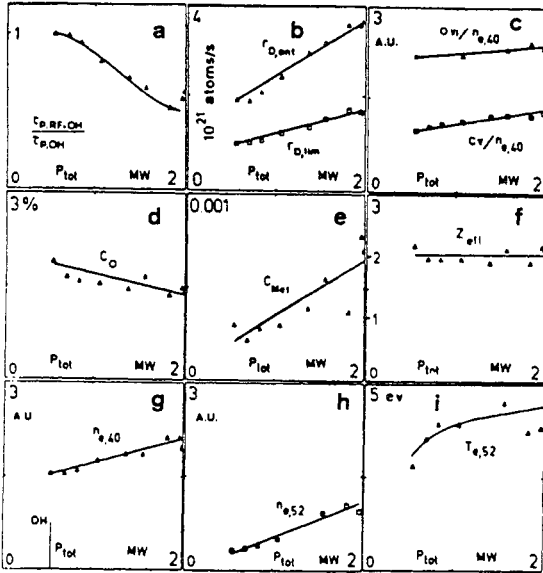 a
1
τP,RF+OH
τP,OH
0 Ptot MW 2
4 b
ΓD,ant
10²¹ atoms/s
ΓD,lim
0 Ptot MW 2
3 c
A.U.
OVI/ne,40
CV/ne,40
0 Ptot MW 2
3% d
CO
0 Ptot MW 2
0.001 e
CMet
0 Ptot MW 2
3 f
Zeff
2
1
0 MW 2
3 g
A.U
ne,40
OH
0 Ptot MW 2
3 h
A.U.
ne,52
0 Ptot MW 2
5 ev i
Te,52
0 Ptot MW 2